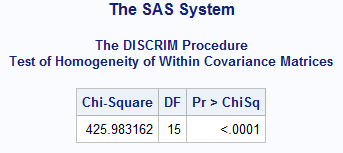 The SAS System
The DISCRIM Procedure
Test of Homogeneity of Within Covariance Matrices
Chi-Square DF Pr > ChiSq
425.983162 15 <.0001